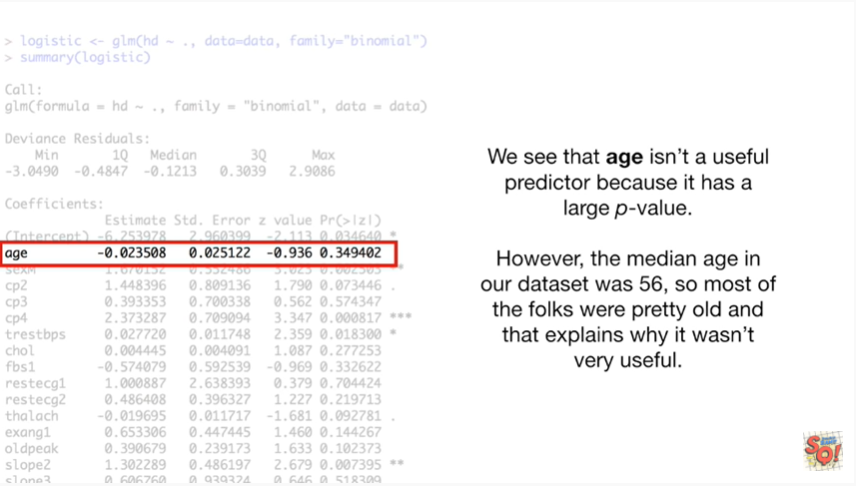 > logistic <- glm(hd ~ ., data=data, family="binomial")
> summary(logistic)
Call:
glm(formula = hd ~ ., family = "binomial", data = data)
Deviance Residuals:
Min 1Q Median 3Q Max
-3.0490 -0.4847 -0.1213 0.3039 2.9086
Coefficients:
Estimate Std. Error z value Pr(>|z|)
(Intercept) -6.253978 2.960399 -2.113 0.034640 *
age -0.023508 0.025122 -0.936 0.349402
sexM 1.670152 0.552486 3.023 0.002503 **
cp2 1.448396 0.809136 1.790 0.073446 .
cp3 0.393353 0.700338 0.562 0.574347
cp4 2.373287 0.709094 3.347 0.000817 ***
trestbps 0.027720 0.011748 2.359 0.018300 *
chol 0.004445 0.004091 1.087 0.277253
fbs1 -0.574079 0.592539 -0.969 0.332622
restecg1 1.000887 2.638393 0.379 0.704424
restecg2 0.486408 0.396327 1.227 0.219713
thalach -0.019695 0.011717 -1.681 0.092781 .
exang1 0.653306 0.447445 1.460 0.144267
oldpeak 0.390679 0.239173 1.633 0.102373
slope2 1.302289 0.486197 2.679 0.007395 **
slope3 0.606760 0.939324 0.646 0.518309
We see that age isn’t a useful
predictor because it has a
large p-value.
However, the median age in
our dataset was 56, so most of
the folks were pretty old and
that explains why it wasn’t
very useful.
SQ!